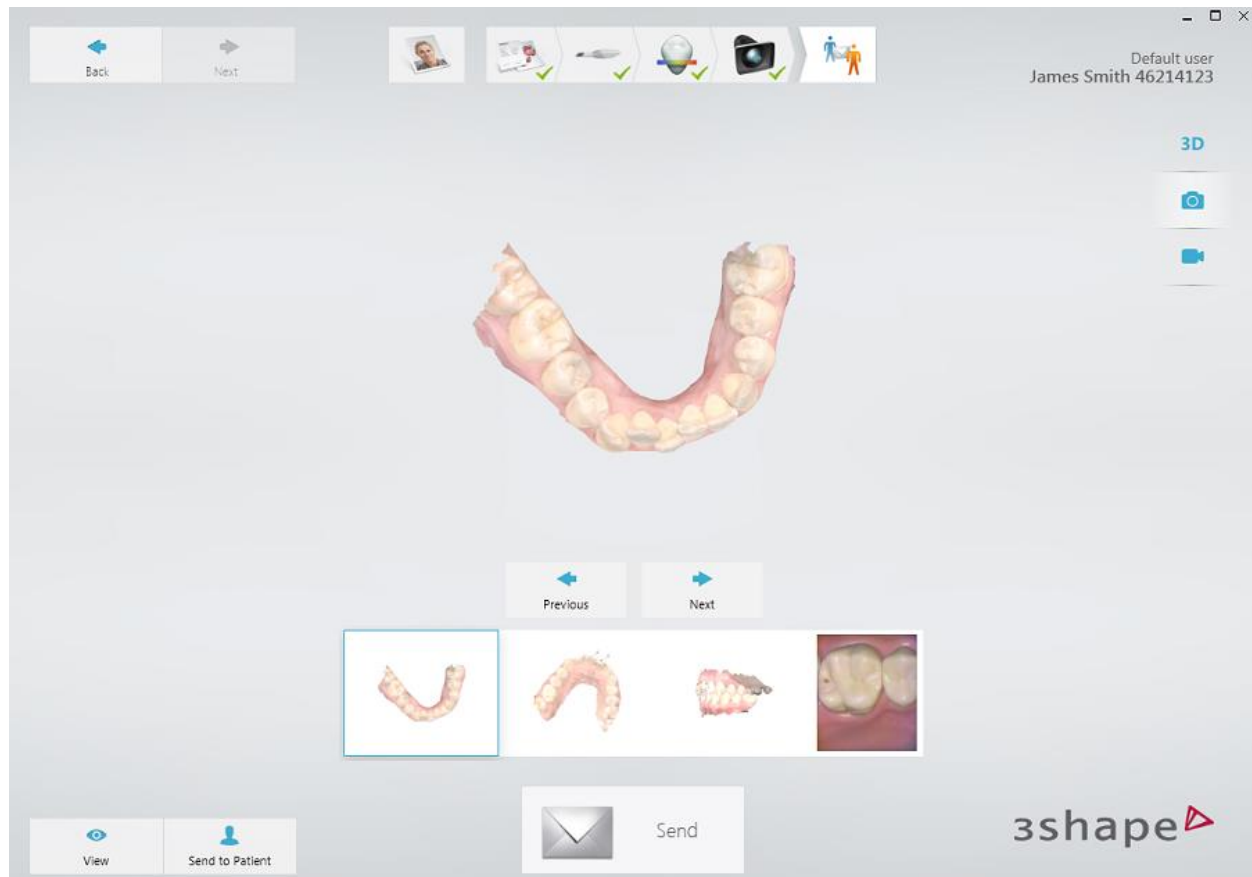 Back
Next
Default user
James Smith 46214123
3D
Previous
Next
Send
View
Send to Patient
3shape